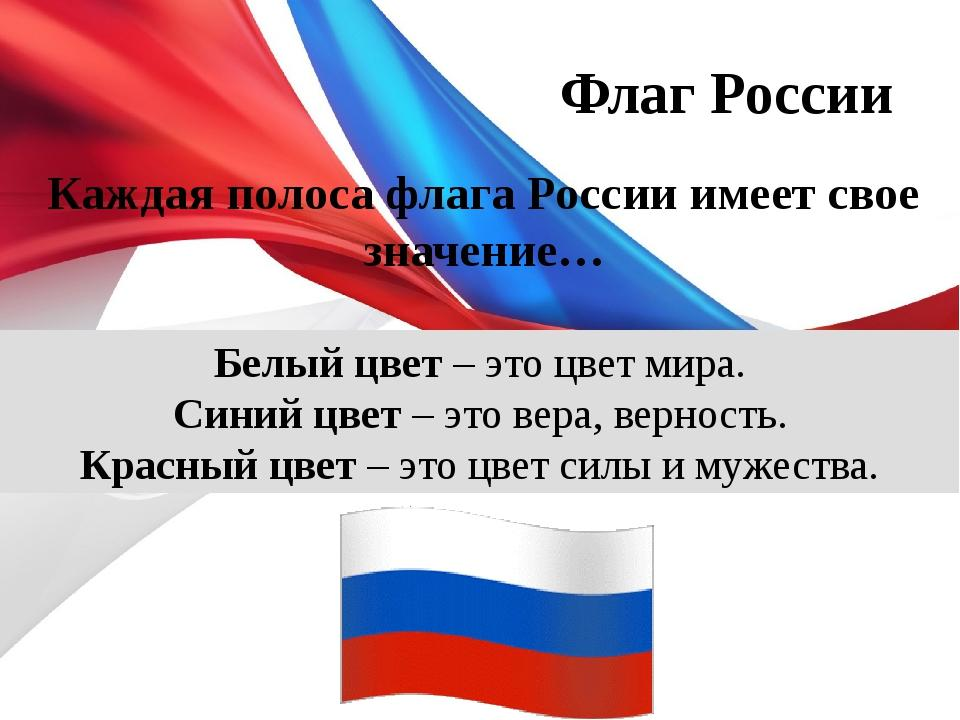 Флаг России
Каждая полоса флага России имеет свое
значение…
Белый цвет – это цвет мира.
Синий цвет – это вера, верность.
Красный цвет – это цвет силы и мужества.